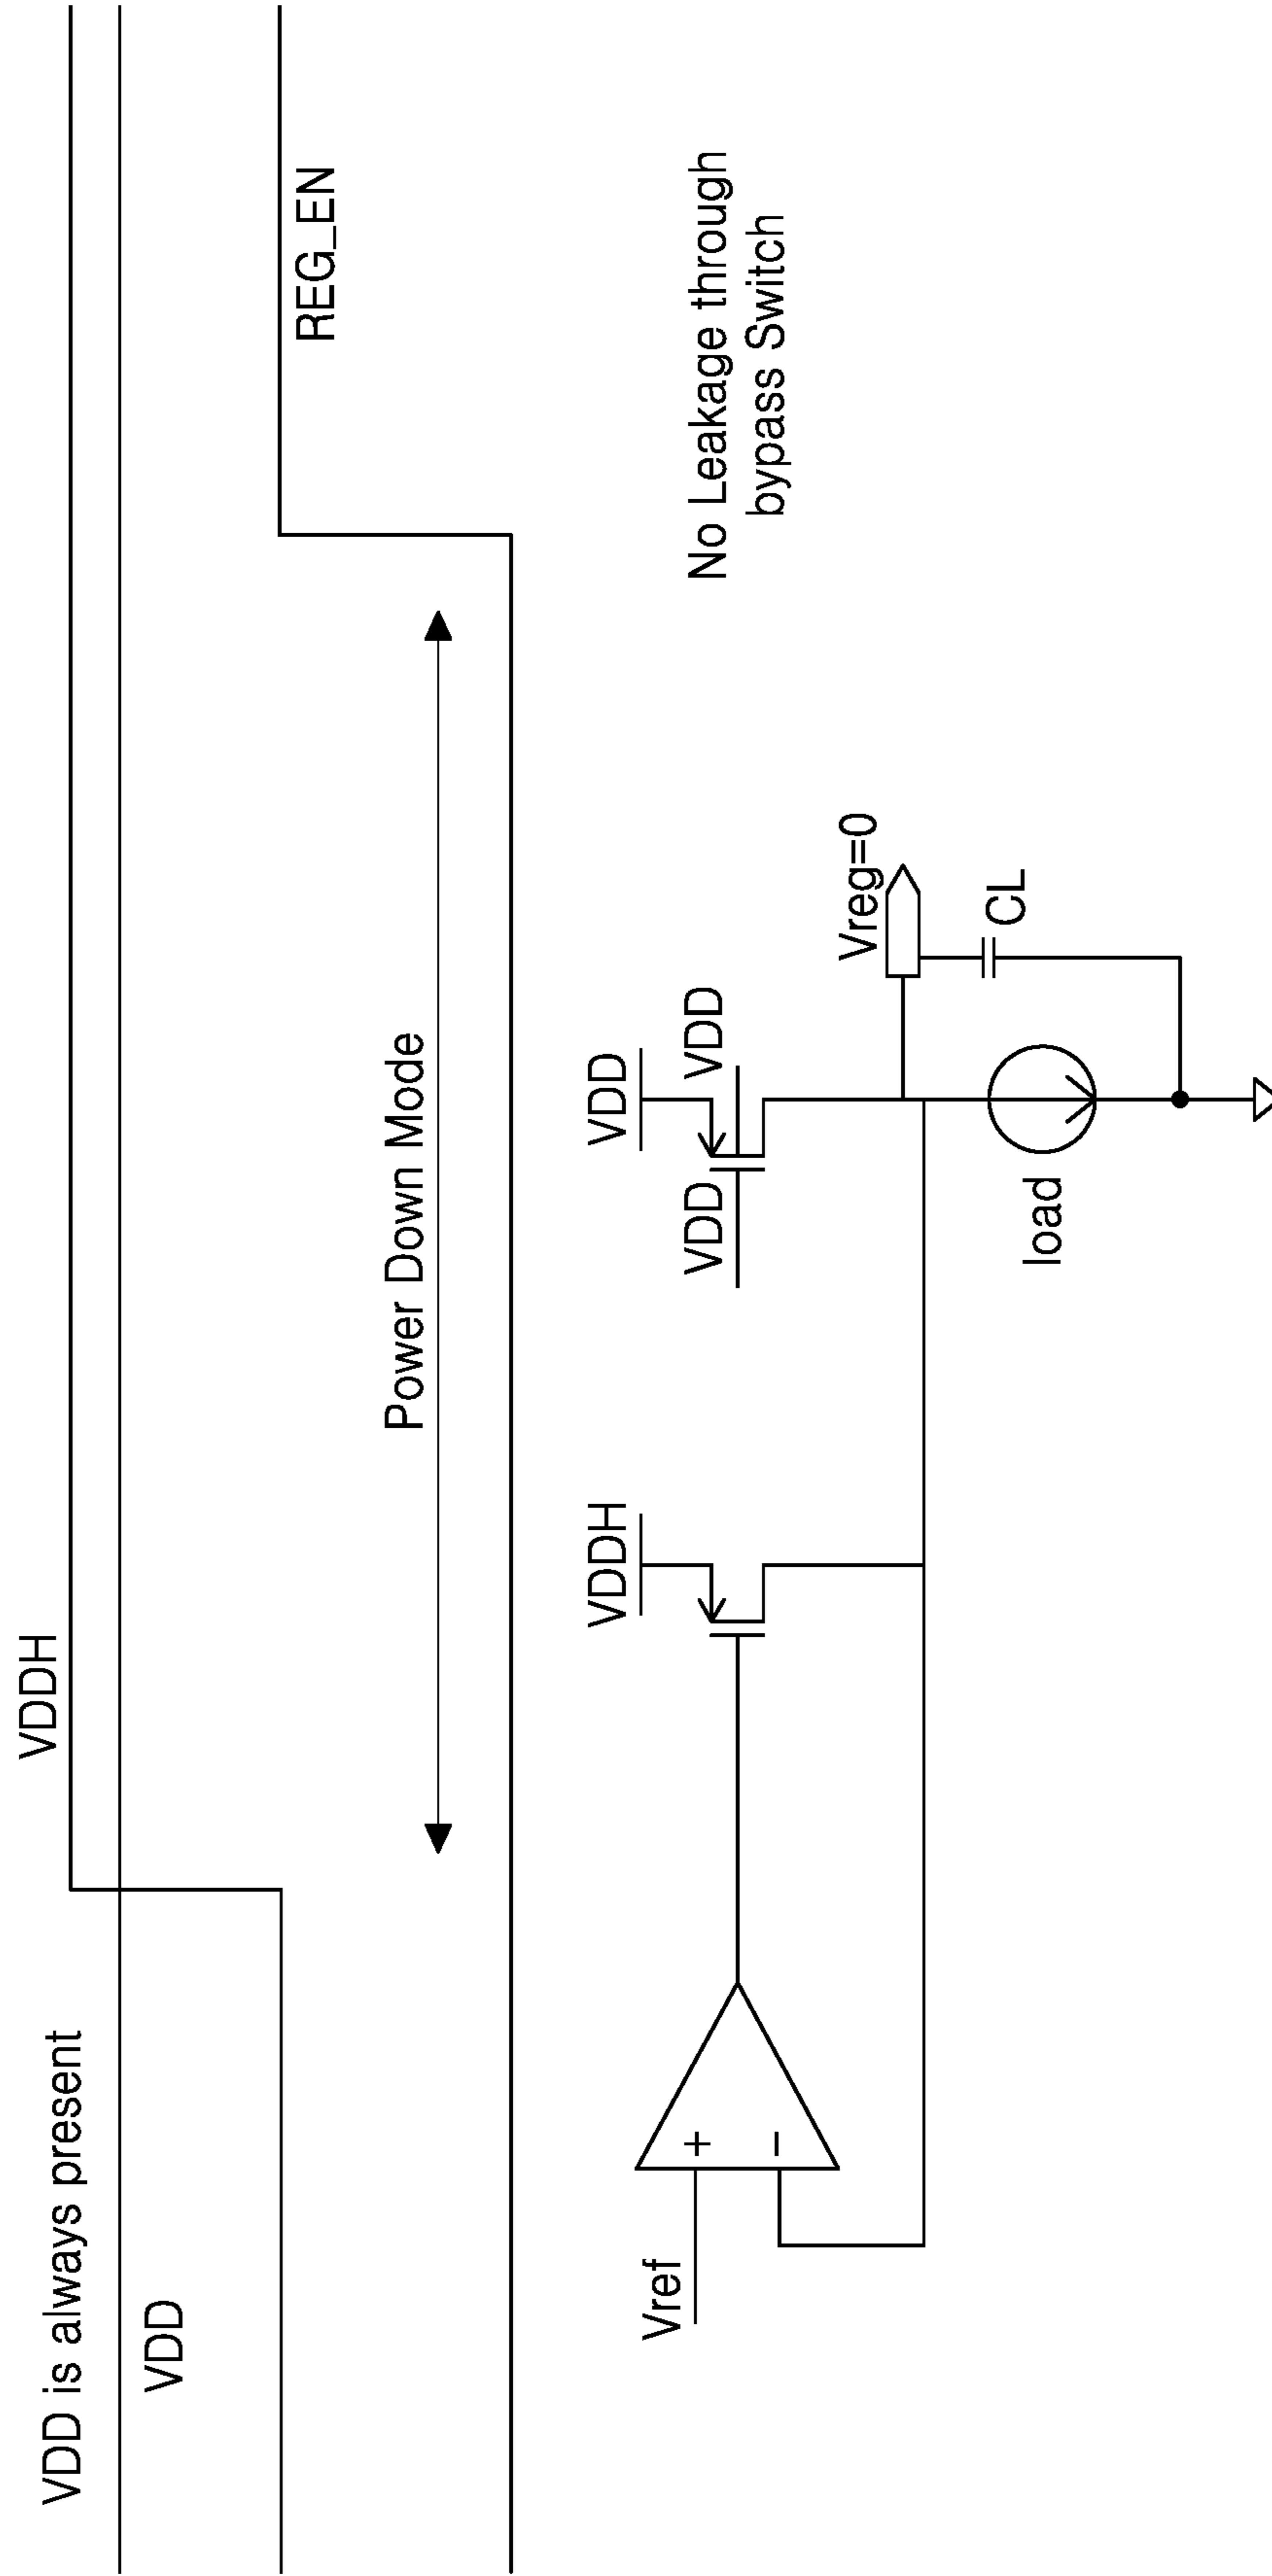 VDD is always present
VDDH
VDD
REG_EN
Power Down Mode
VDDH
VDD
Vref
+
−
VDD
VDD
No Leakage through
bypass Switch
Vreg=0
load
CL